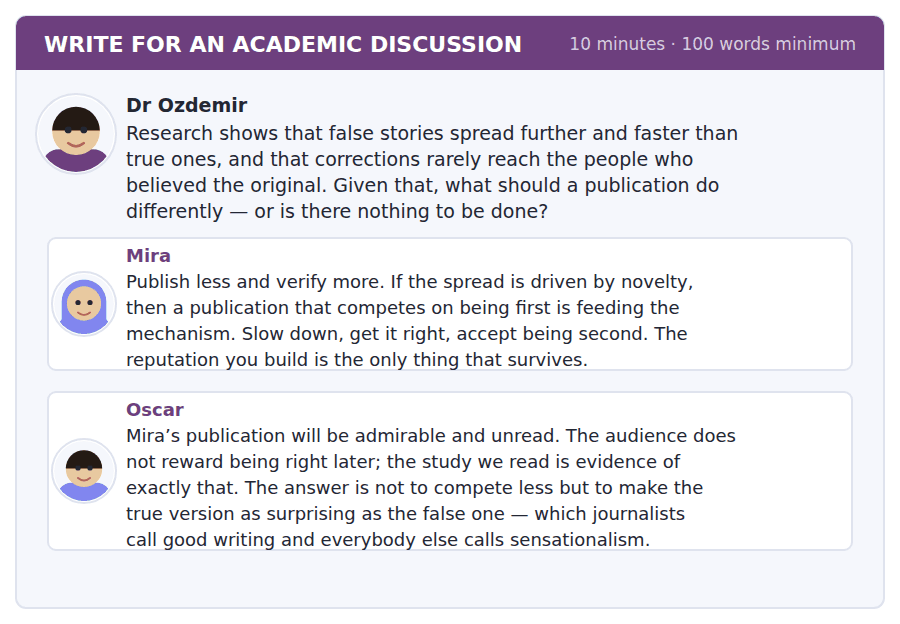 WRITE FOR AN ACADEMIC DISCUSSION
10 minutes · 100 words minimum
Dr Ozdemir
Research shows that false stories spread further and faster than
true ones, and that corrections rarely reach the people who
believed the original. Given that, what should a publication do
differently — or is there nothing to be done?
Mira
Publish less and verify more. If the spread is driven by novelty,
then a publication that competes on being first is feeding the
mechanism. Slow down, get it right, accept being second. The
reputation you build is the only thing that survives.
Oscar
Mira’s publication will be admirable and unread. The audience does
not reward being right later; the study we read is evidence of
exactly that. The answer is not to compete less but to make the
true version as surprising as the false one — which journalists
call good writing and everybody else calls sensationalism.